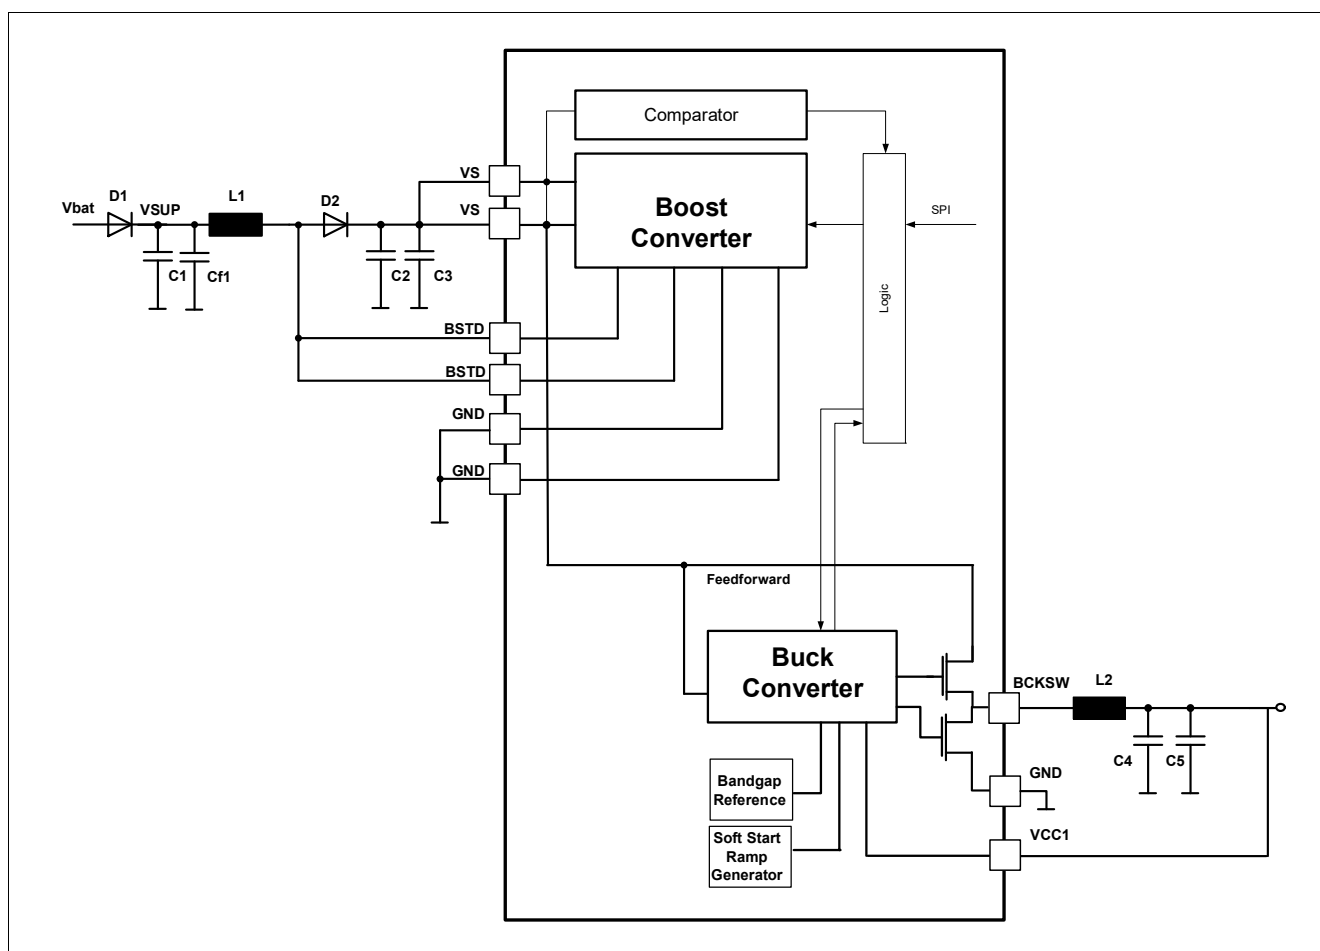 Comparator
VS
D1
L1
D2
Boost
Converter
Vbat
VSUP
VS
SPI
C1
Cf1
C2
C3
Logic
BSTD
BSTD
GND
GND
Feedforward
Buck
Converter
BCKSW
L2
C4
C5
GND
Bandgap
Reference
VCC1
Soft Start
Ramp
Generator